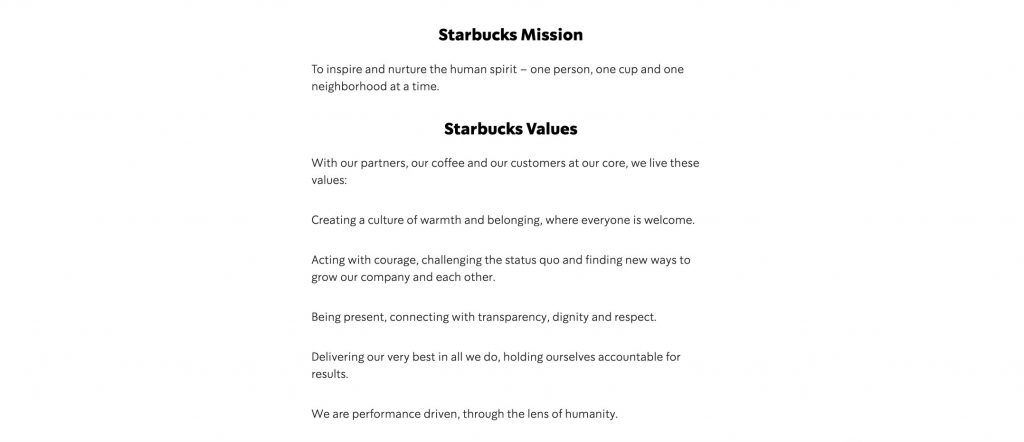 Starbucks Mission
To inspire and nurture the human spirit – one person, one cup and one
neighborhood at a time.
Starbucks Values
With our partners, our coffee and our customers at our core, we live these
values:
Creating a culture of warmth and belonging, where everyone is welcome.
Acting with courage, challenging the status quo and finding new ways to
grow our company and each other.
Being present, connecting with transparency, dignity and respect.
Delivering our very best in all we do, holding ourselves accountable for
results.
We are performance driven, through the lens of humanity.